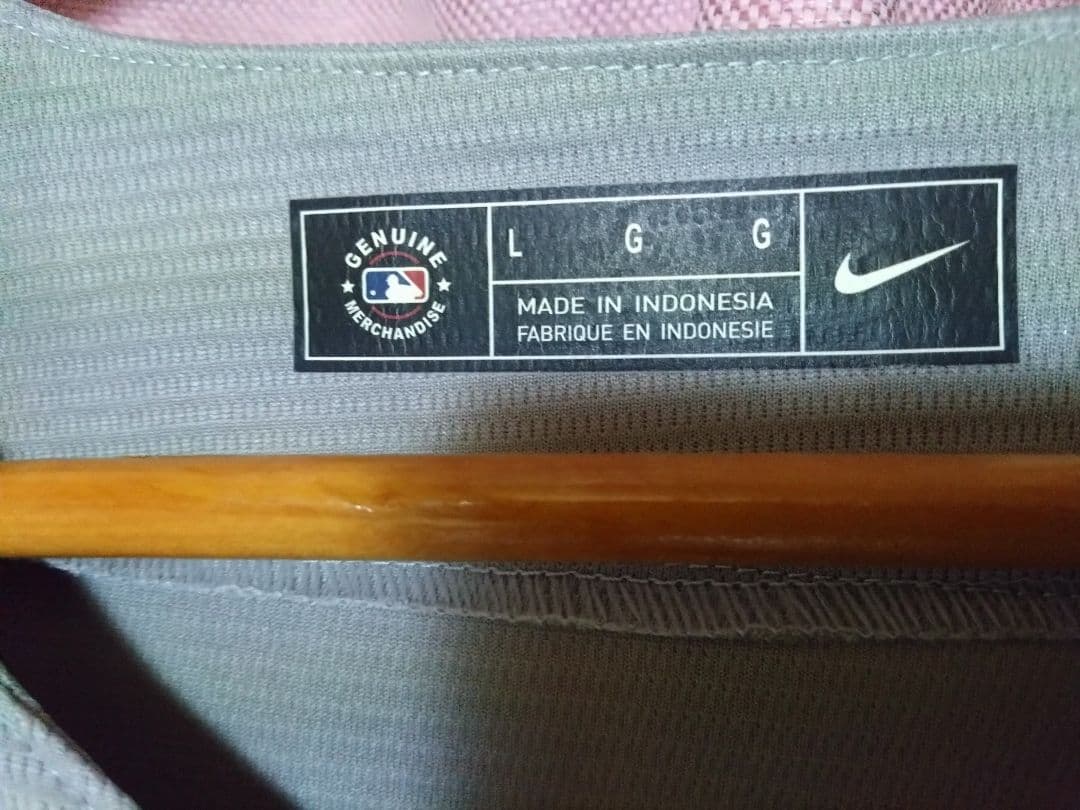 GENUINE
MERCHANDISE
L G G
MADE IN INDONESIA
FABRIQUE EN INDONESIE